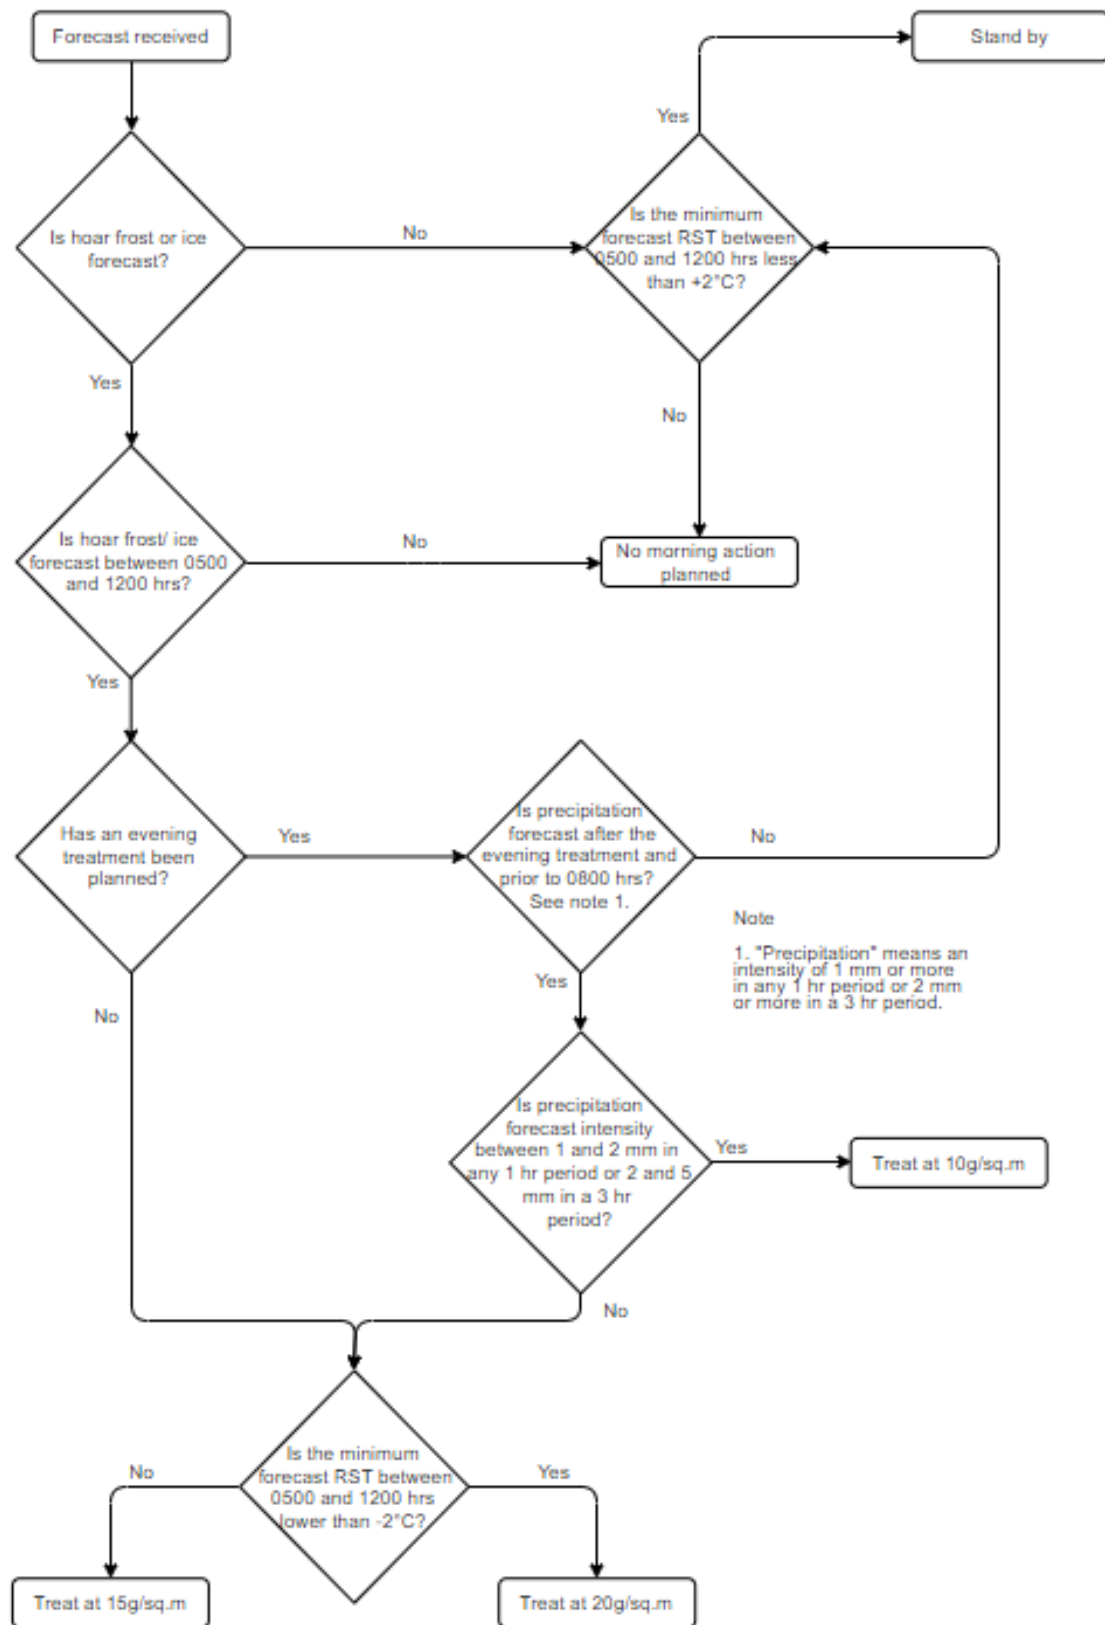 Forecast received
Stand by
Yes
Is hoar frost or ice
forecast?
No
Is the minimum
forecast RST between
0500 and 1200 hrs less
than +2°C?
Yes
No
Is hoar frost/ ice
forecast between 0500
and 1200 hrs?
No
No morning action
planned
Yes
Has an evening
treatment been
planned?
Yes
Is precipitation
forecast after the
evening treatment and
prior to 0800 hrs?
See note 1.
No
Note
1. "Precipitation" means an
intensity of 1 mm or more
in any 1 hr period or 2 mm
or more in a 3 hr period.
Yes
No
Is precipitation
forecast intensity
between 1 and 2 mm in
any 1 hr period or 2 and 5
mm in a 3 hr
period?
Yes
Treat at 10g/sq.m
No
Is the minimum
forecast RST between
0500 and 1200 hrs
lower than -2°C?
No
Yes
Treat at 15g/sq.m
Treat at 20g/sq.m